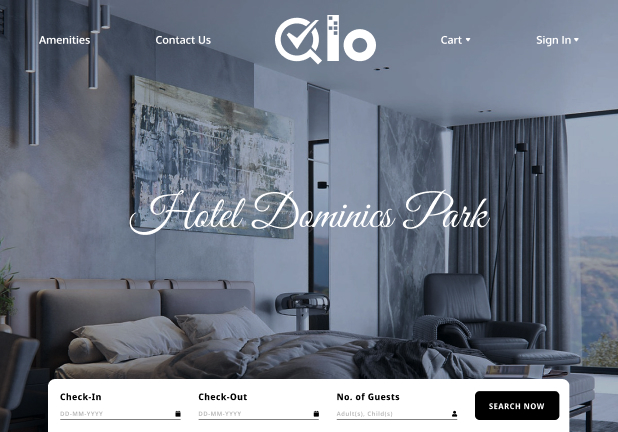 Amenities
Contact Us
Qlo
Cart
Sign In
Hotel Dominics Park
Check-In
Check-Out
No. of Guests
DD-MM-YYYY
DD-MM-YYYY
Adult(s), Child(s)
SEARCH NOW